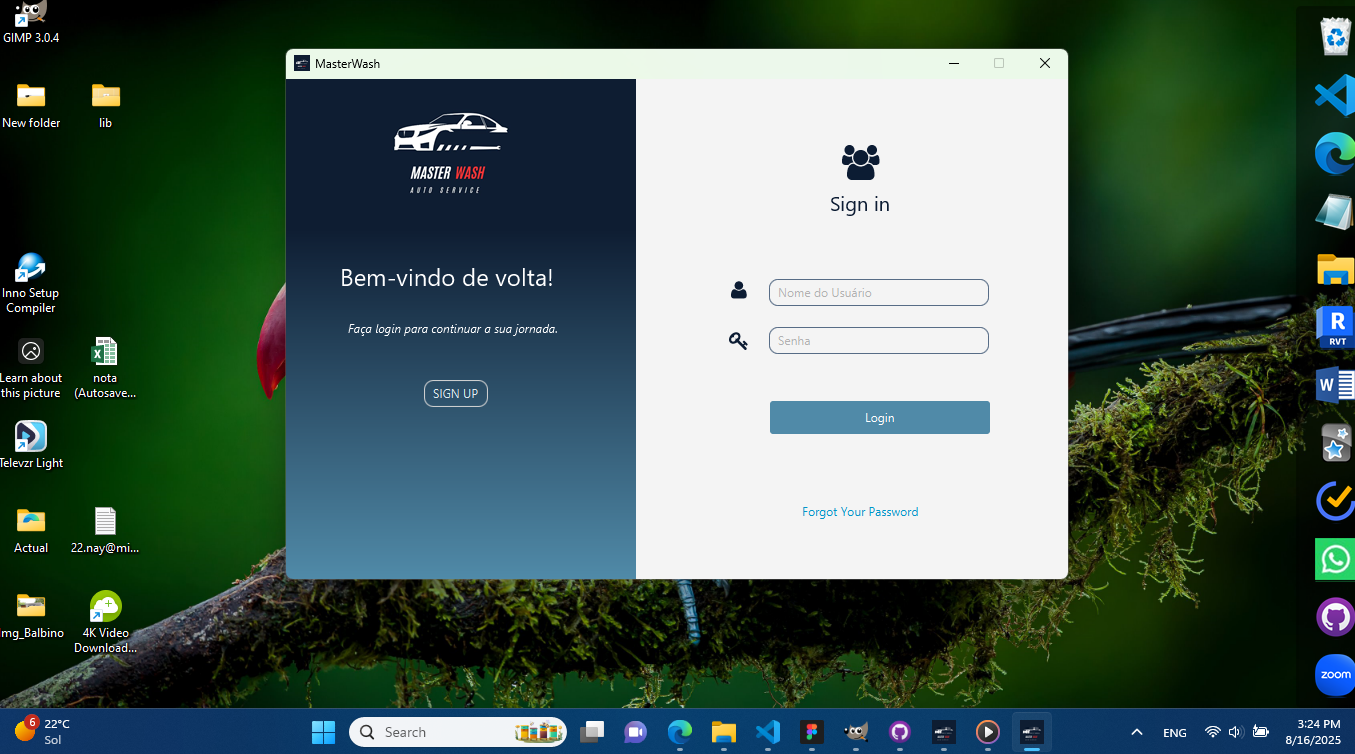 GIMP 3.0.4
New folder
lib
Inno Setup
Compiler
Learn about
this picture
nota
(Autosave...
Televzr Light
Actual
22.nay@mi...
Img_Balbino
4K Video
Download...
MasterWash
MASTER WASH
AUTO SERVICE
Bem-vindo de volta!
Faça login para continuar a sua jornada.
SIGN UP
Sign in
Nome do Usuário
Senha
Login
Forgot Your Password
R
RVT
W
zoom
6
22°C
Sol
Search
ENG
3:24 PM
8/16/2025